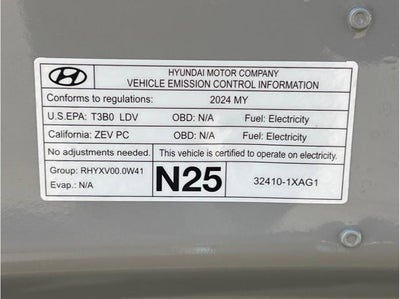 HYUNDAI MOTOR COMPANY
VEHICLE EMISSION CONTROL INFORMATION
Conforms to regulations: 2024 MY
U.S.EPA: T3B0 LDV OBD: N/A Fuel: Electricity
California: ZEV PC OBD: N/A Fuel: Electricity
No adjustments needed. This vehicle is certified to operate on electricity.
Group: RHYXV00.0W41
Evap.: N/A
N25
32410-1XAG1